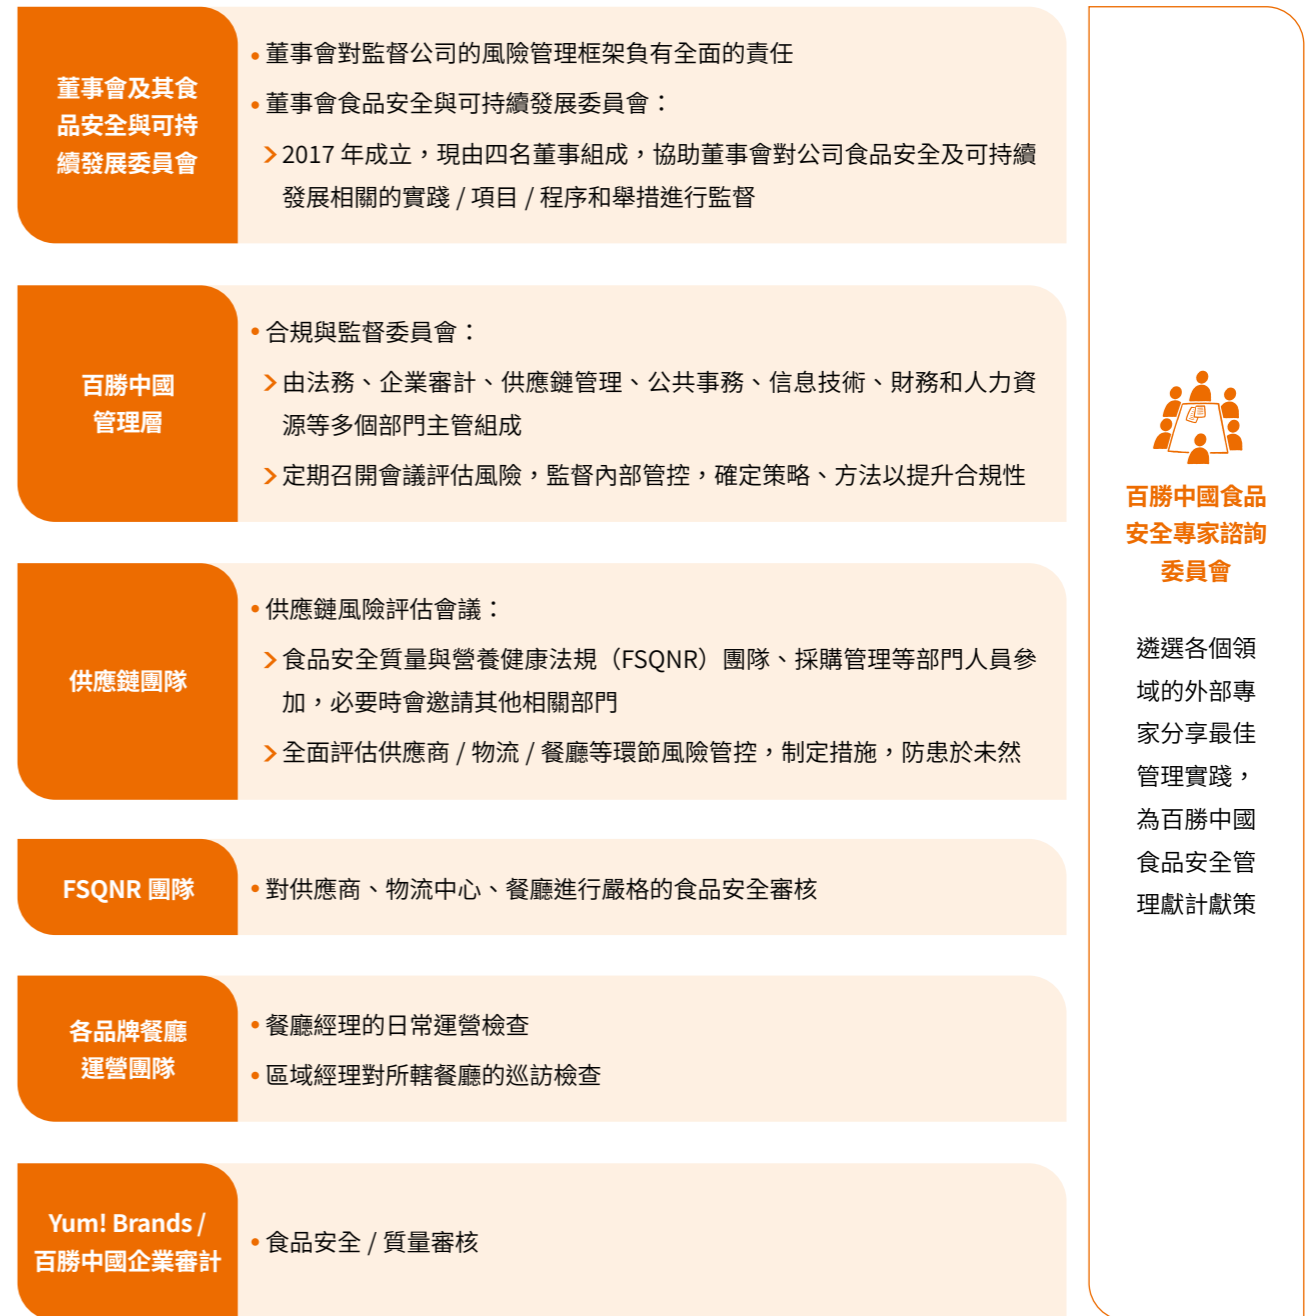 董事會及其食
品安全與可持
續發展委員會
• 董事會對監督公司的風險管理框架負有全面的責任
• 董事會食品安全與可持續發展委員會：
> 2017 年成立，現由四名董事組成，協助董事會對公司食品安全及可持續
發展相關的實踐 / 項目 / 程序和舉措進行監督
百勝中國
管理層
• 合規與監督委員會：
> 由法務、企業審計、供應鏈管理、公共事務、信息技術、財務和人力資
源等多個部門主管組成
> 定期召開會議評估風險，監督內部管控，確定策略、方法以提升合規性
供應鏈團隊
• 供應鏈風險評估會議：
> 食品安全質量與營養健康法規（FSQNR）團隊、採購管理等部門人員參
加，必要時會邀請其他相關部門
> 全面評估供應商 / 物流 / 餐廳等環節風險管控，制定措施，防患於未然
FSQNR 團隊
• 對供應商、物流中心、餐廳進行嚴格的食品安全審核
各品牌餐廳
運營團隊
• 餐廳經理的日常運營檢查
• 區域經理對所轄餐廳的巡訪檢查
Yum! Brands /
百勝中國企業審計
• 食品安全 / 質量審核
百勝中國食品
安全專家諮詢
委員會
遴選各個領
域的外部專
家分享最佳
管理實踐，
為百勝中國
食品安全管
理獻計獻策